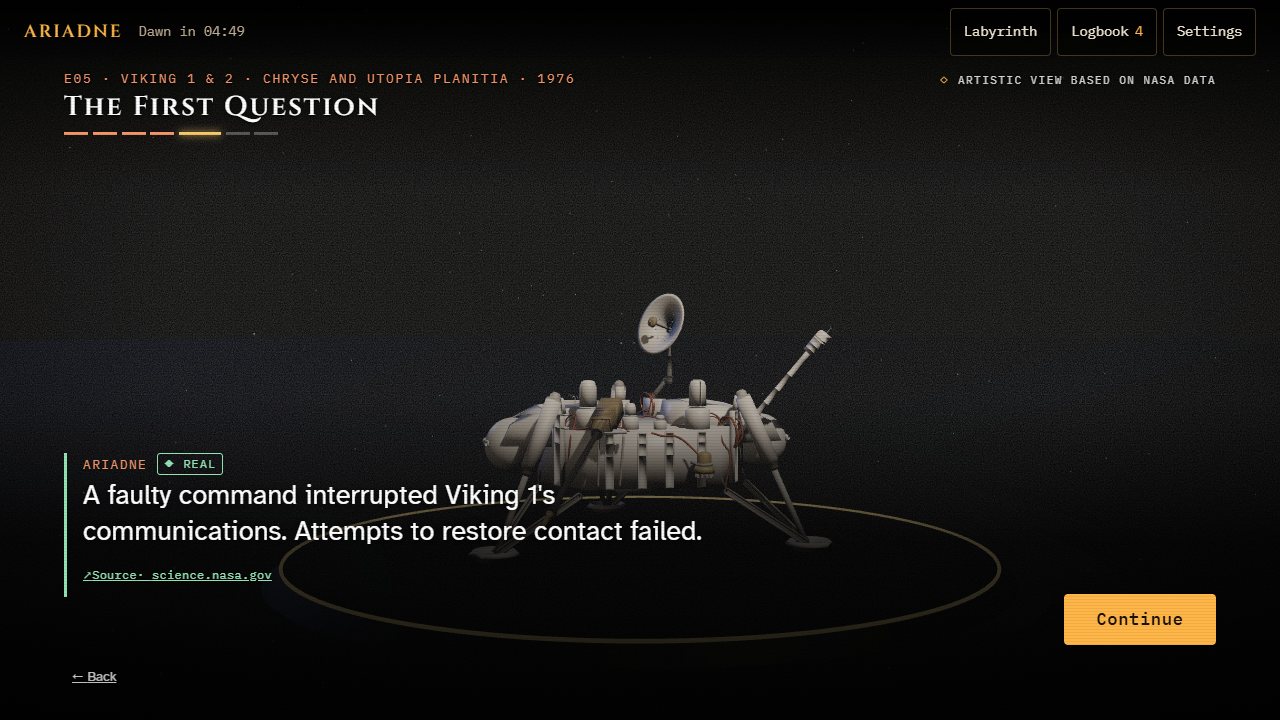 ARIADNE Dawn in 04:49 Labyrinth Logbook 4 Settings
E05 · VIKING 1 & 2 · CHRYSE AND UTOPIA PLANITIA · 1976
The First Question
◇ ARTISTIC VIEW BASED ON NASA DATA
ARIADNE ◆ REAL
A faulty command interrupted Viking 1's
communications. Attempts to restore contact failed.
↗Source· science.nasa.gov
Continue
← Back